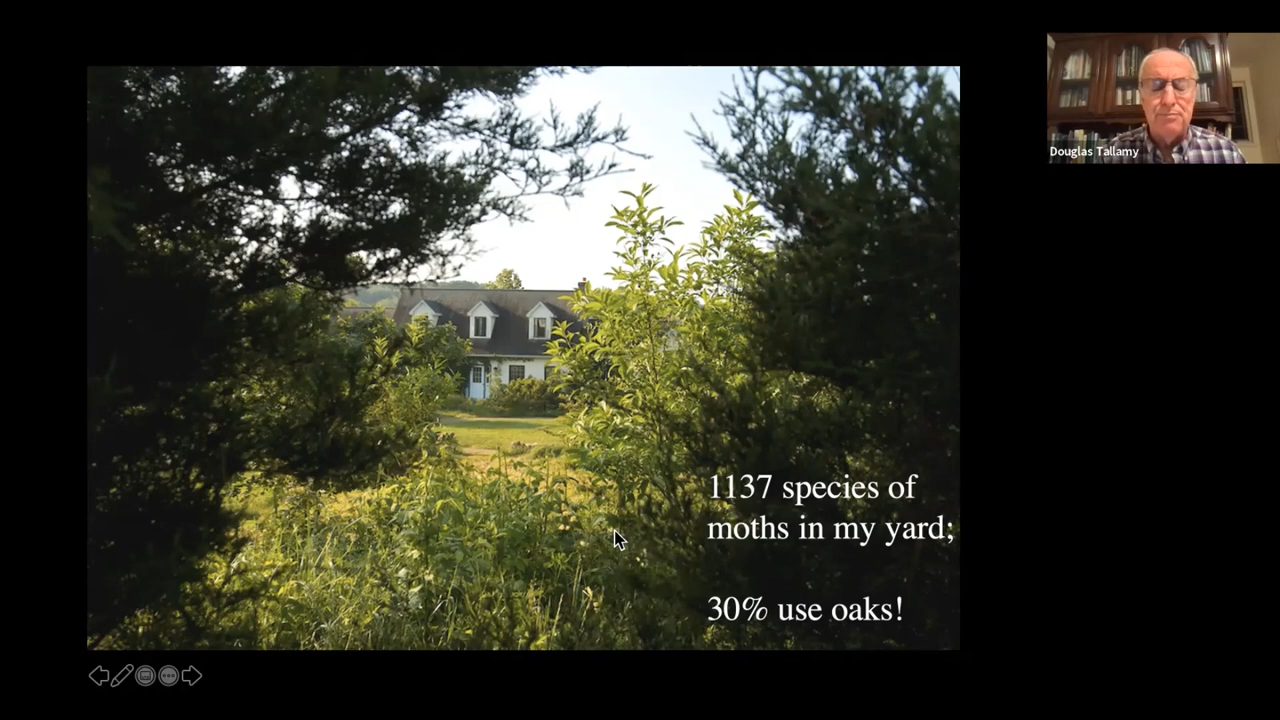 Douglas Tallamy
1137 species of
moths in my yard;
30% use oaks!